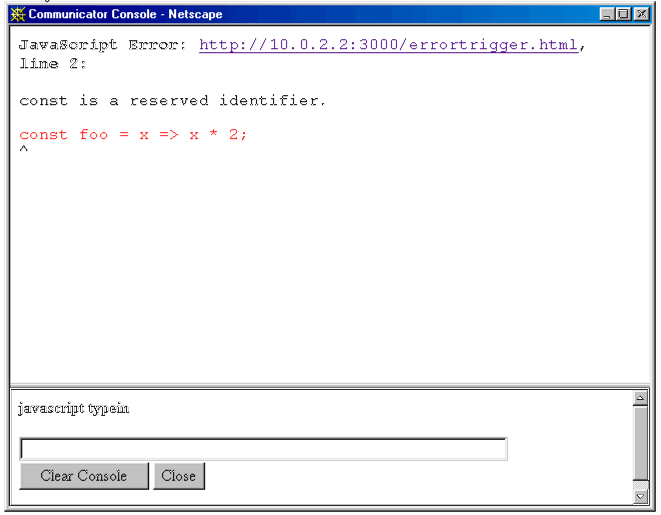 Communicator Console - Netscape
JavaScript Error: http://10.0.2.2:3000/errortrigger.html,
line 2:
const is a reserved identifier.
const foo = x => x * 2;
^
javascript typein
Clear Console Close